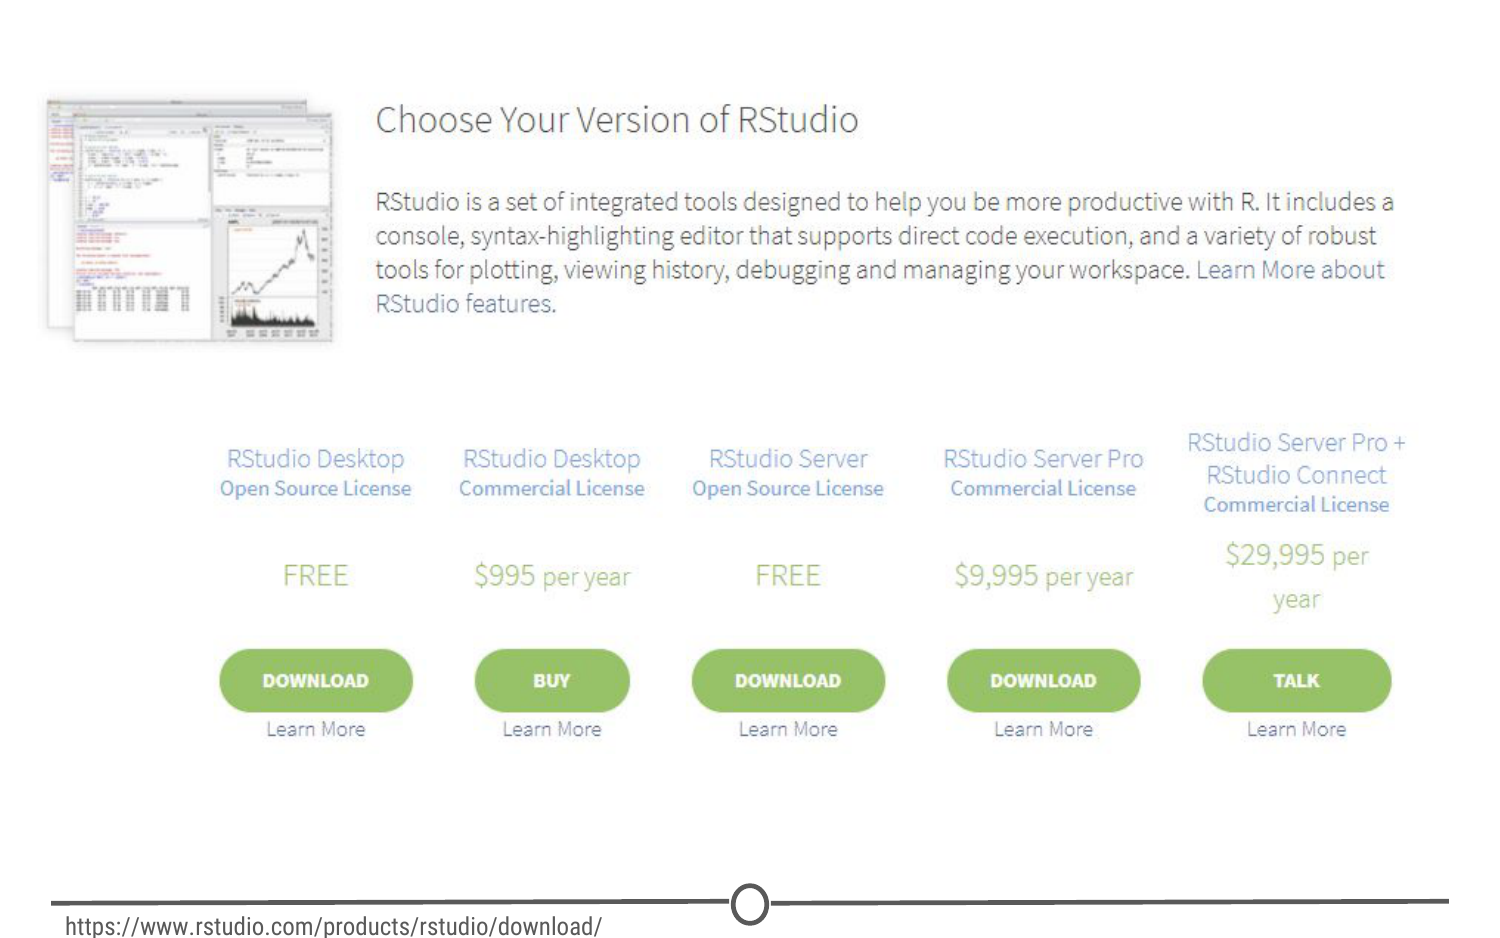 Choose Your Version of RStudio
RStudio is a set of integrated tools designed to help you be more productive with R. It includes a
console, syntax-highlighting editor that supports direct code execution, and a variety of robust
tools for plotting, viewing history, debugging and managing your workspace. Learn More about
RStudio features.
RStudio Desktop
Open Source License
FREE
DOWNLOAD
Learn More
RStudio Desktop
Commercial License
$995 per year
BUY
Learn More
RStudio Server
Open Source License
FREE
DOWNLOAD
Learn More
RStudio Server Pro
Commercial License
$9,995 per year
DOWNLOAD
Learn More
RStudio Server Pro +
RStudio Connect
Commercial License
$29,995 per
year
TALK
Learn More
https://www.rstudio.com/products/rstudio/download/